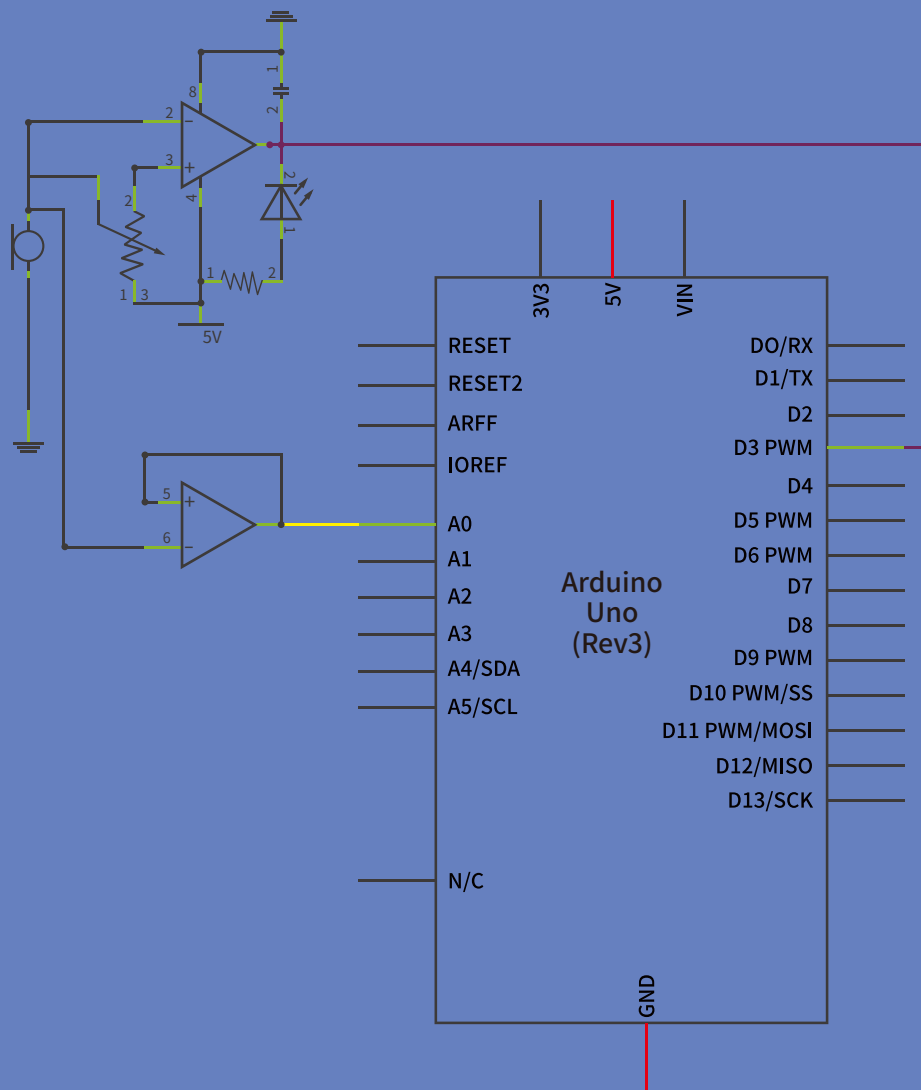 1
8
2
2
3
4
2
2
1
1
2
1
3
5V
3V3
5V
VIN
RESET
RESET2
ARFF
IOREF
A0
A1
A2
A3
A4/SDA
A5/SCL
N/C
5
6
Arduino
Uno
(Rev3)
DO/RX
D1/TX
D2
D3 PWM
D4
D5 PWM
D6 PWM
D7
D8
D9 PWM
D10 PWM/SS
D11 PWM/MOSI
D12/MISO
D13/SCK
GND